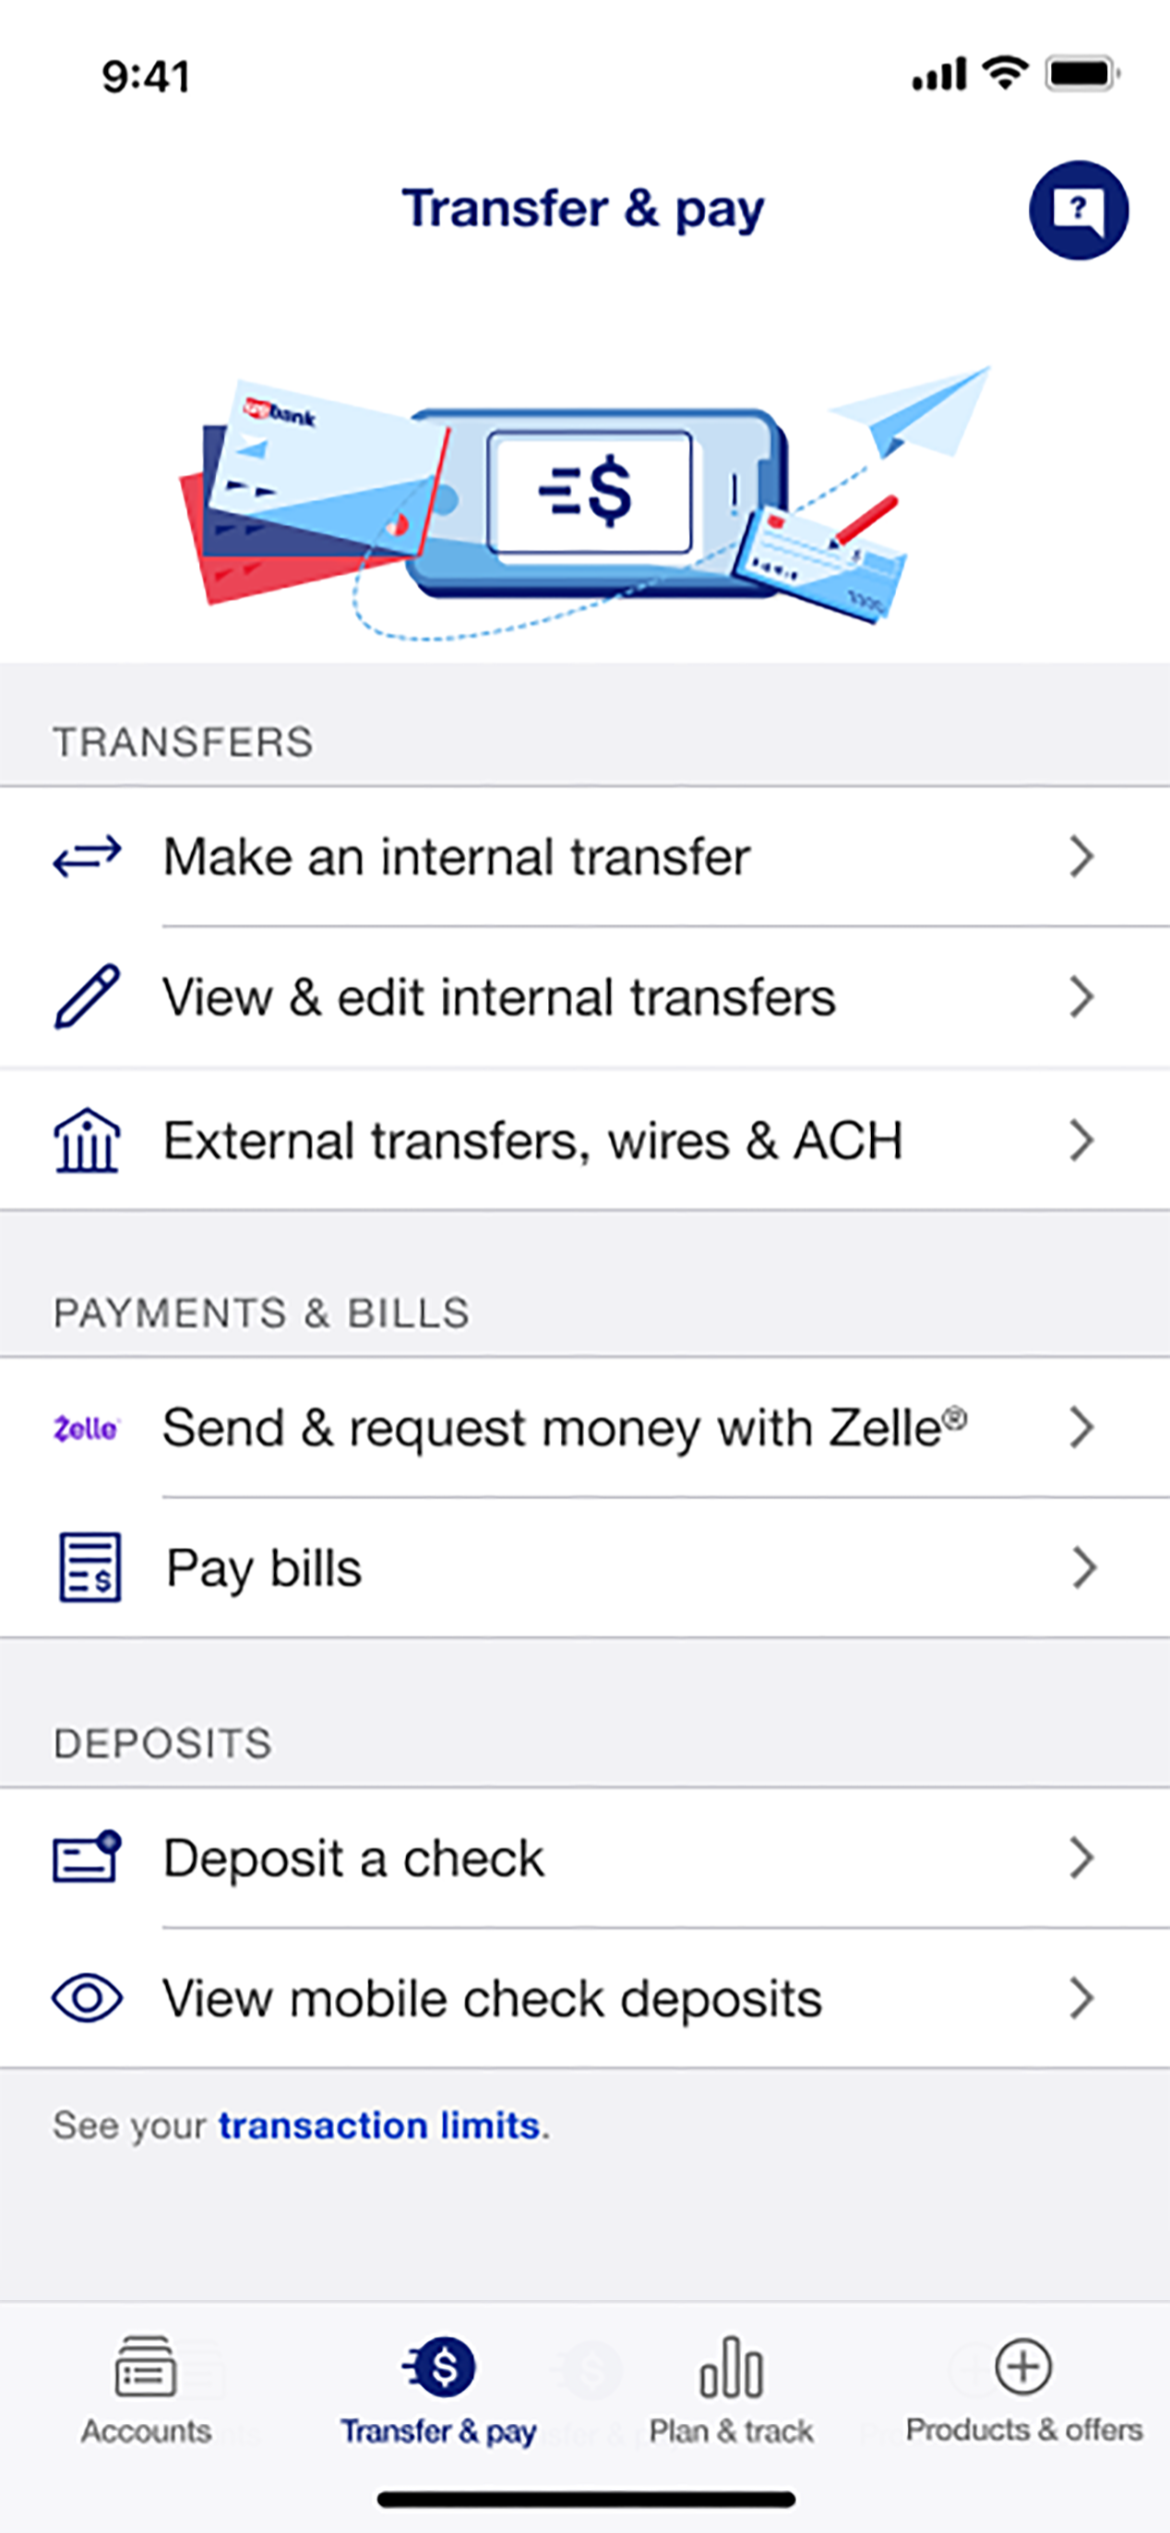 9:41
Transfer & pay
?
usbank
$
TRANSFERS
Make an internal transfer
View & edit internal transfers
External transfers, wires & ACH
PAYMENTS & BILLS
Zelle
Send & request money with Zelle®
$
Pay bills
DEPOSITS
Deposit a check
View mobile check deposits
See your transaction limits.
$
Accounts
Transfer & pay
Plan & track
Products & offers